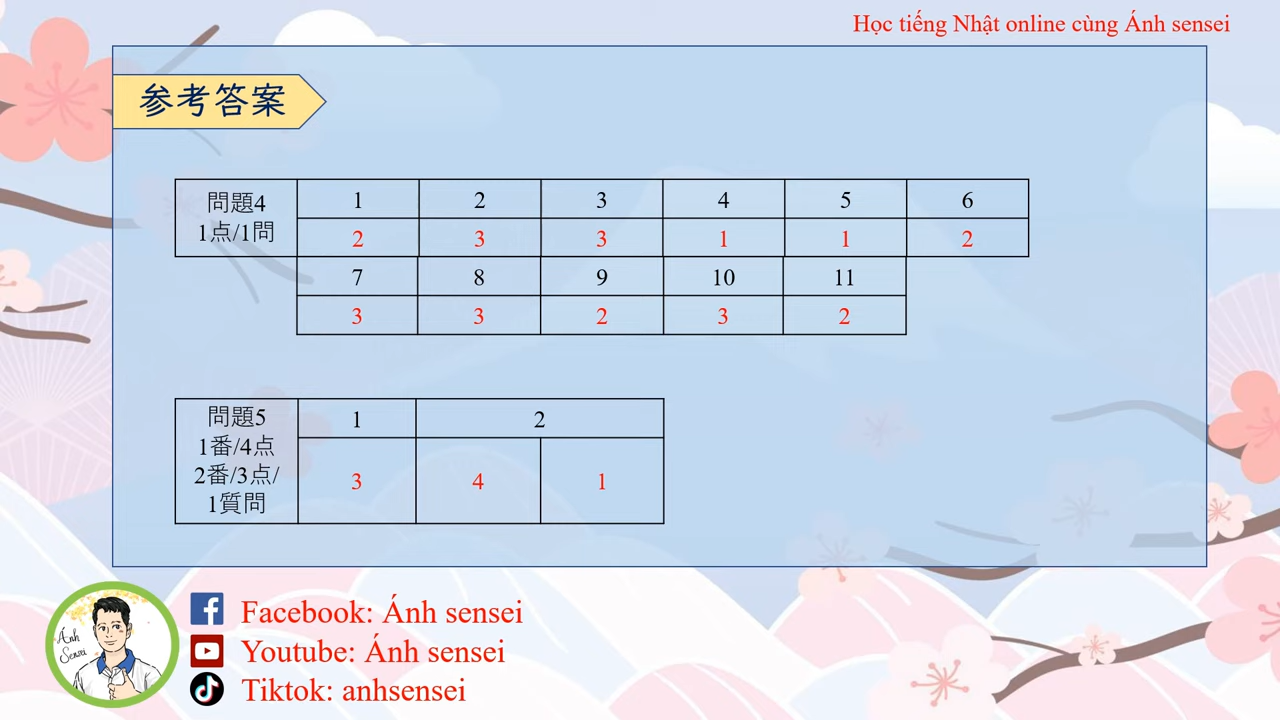 Học tiếng Nhật online cùng Ánh sensei
参考答案
問題4
1点/1問
1 2 3 4 5 6
2 3 3 1 1 2
7 8 9 10 11
3 3 2 3 2
問題5
1番/4点
2番/3点/
1質問
1 2
3 4 1
Ánh
Sensei
Facebook: Ánh sensei
Youtube: Ánh sensei
Tiktok: anhsensei